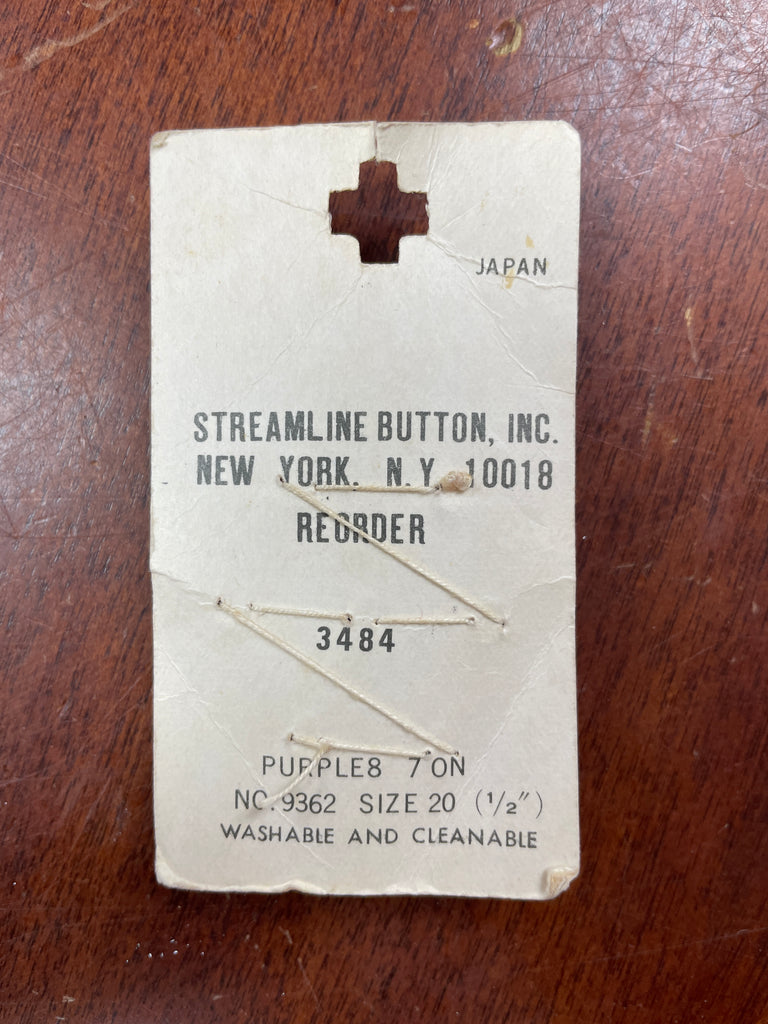 JAPAN
STREAMLINE BUTTON, INC.
NEW YORK, N.Y. 10018
REORDER
3484
PURPLE8 7 ON
NO. 9362 SIZE 20 (1/2")
WASHABLE AND CLEANABLE